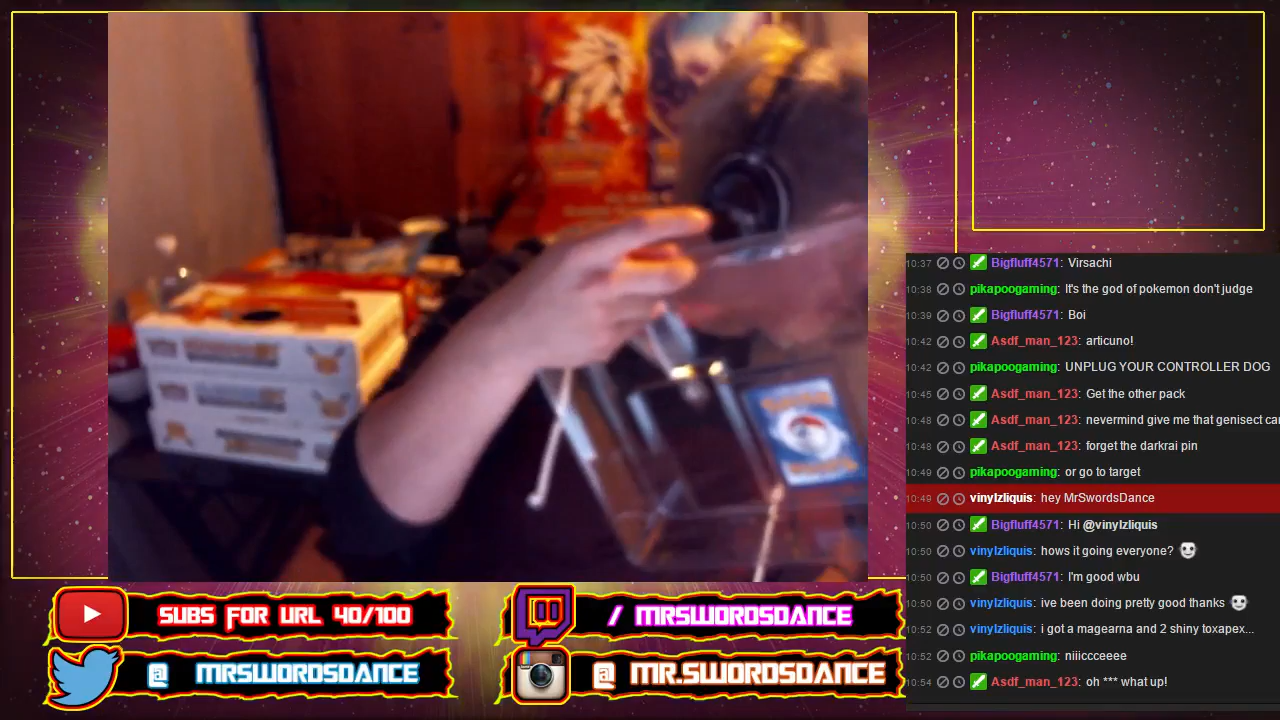 10:37 Bigfluff4571: Virsachi
10:38 pikapoogaming: It's the god of pokemon don't judge
10:39 Bigfluff4571: Boi
10:42 Asdf_man_123: articuno!
10:42 pikapoogaming: UNPLUG YOUR CONTROLLER DOG
10:45 Asdf_man_123: Get the other pack
10:48 Asdf_man_123: nevermind give me that genisect
10:48 Asdf_man_123: forget the darkrai pin
10:49 pikapoogaming: or go to target
10:49 vinylzliquis: hey MrSwordsDance
10:50 Bigfluff4571: Hi @vinylzliquis
10:50 vinylzliquis: hows it going everyone?
10:50 Bigfluff4571: I'm good wbu
10:50 vinylzliquis: ive been doing pretty good thanks
10:52 vinylzliquis: i got a magearna and 2 shiny toxapex...
10:52 pikapoogaming: niiiccceeee
10:54 Asdf_man_123: oh *** what up!
SUBS FOR URL 40/100
/ MRSWORDSDANCE
@ MRSWORDSDANCE
@ MR.SWORDSDANCE